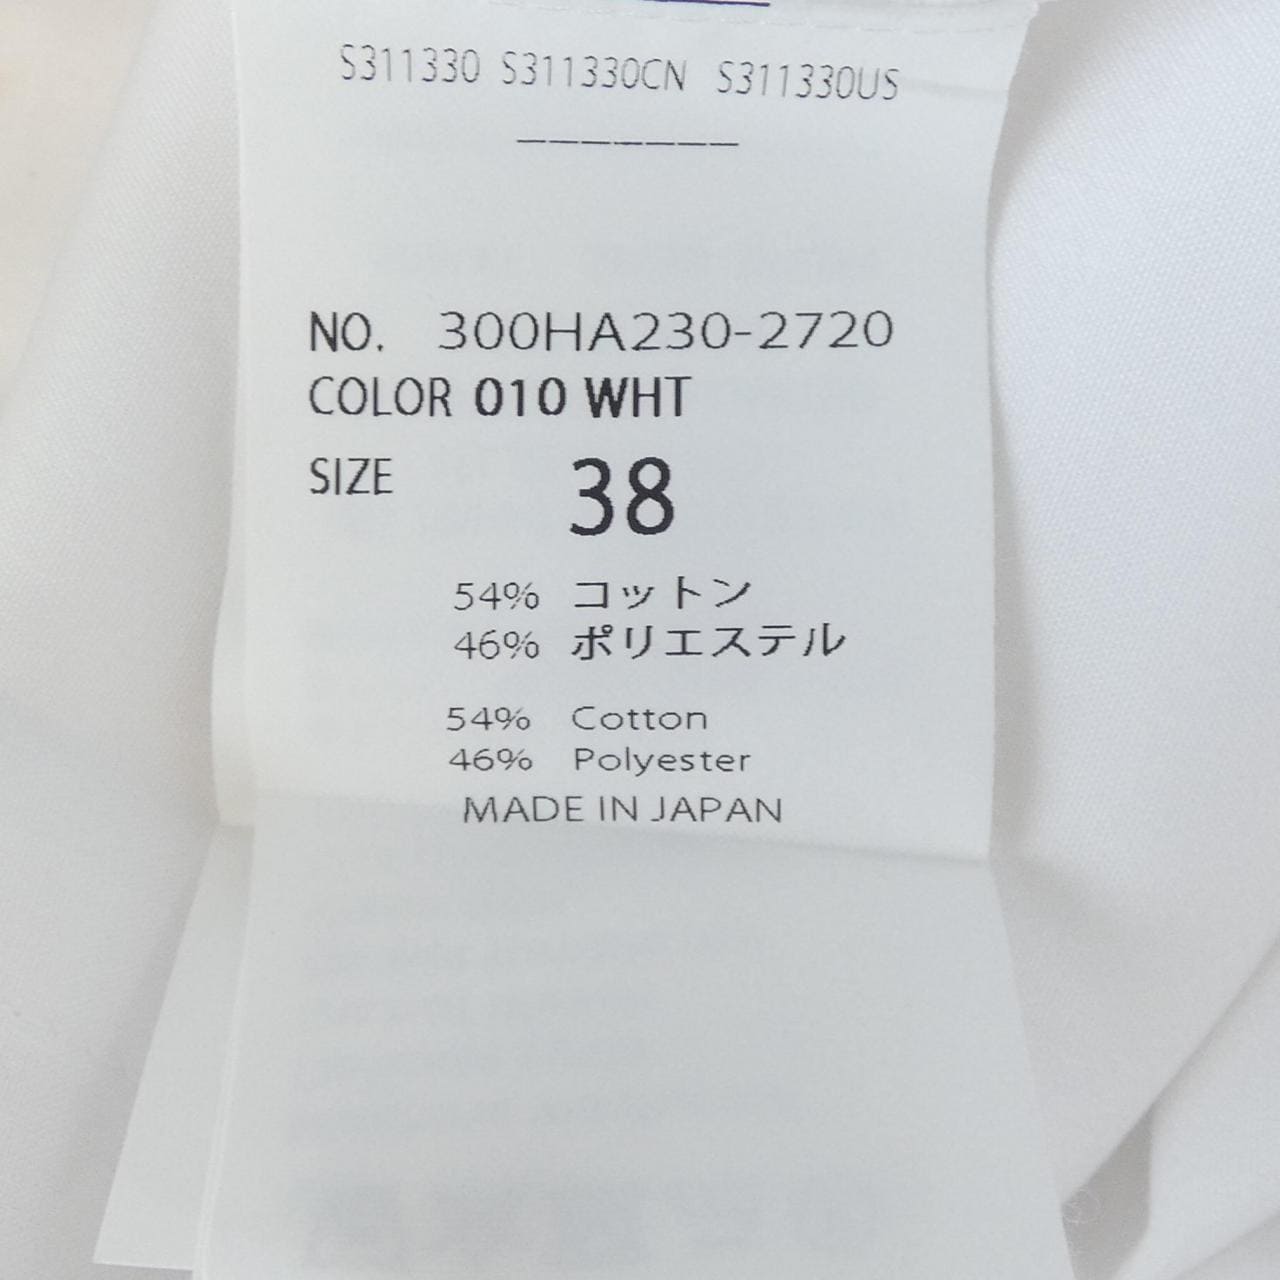 S311330 S311330CN S311330US
-------
NO. 300HA230-2720
COLOR 010 WHT
SIZE 38
54% コットン
46% ポリエステル
54% Cotton
46% Polyester
MADE IN JAPAN